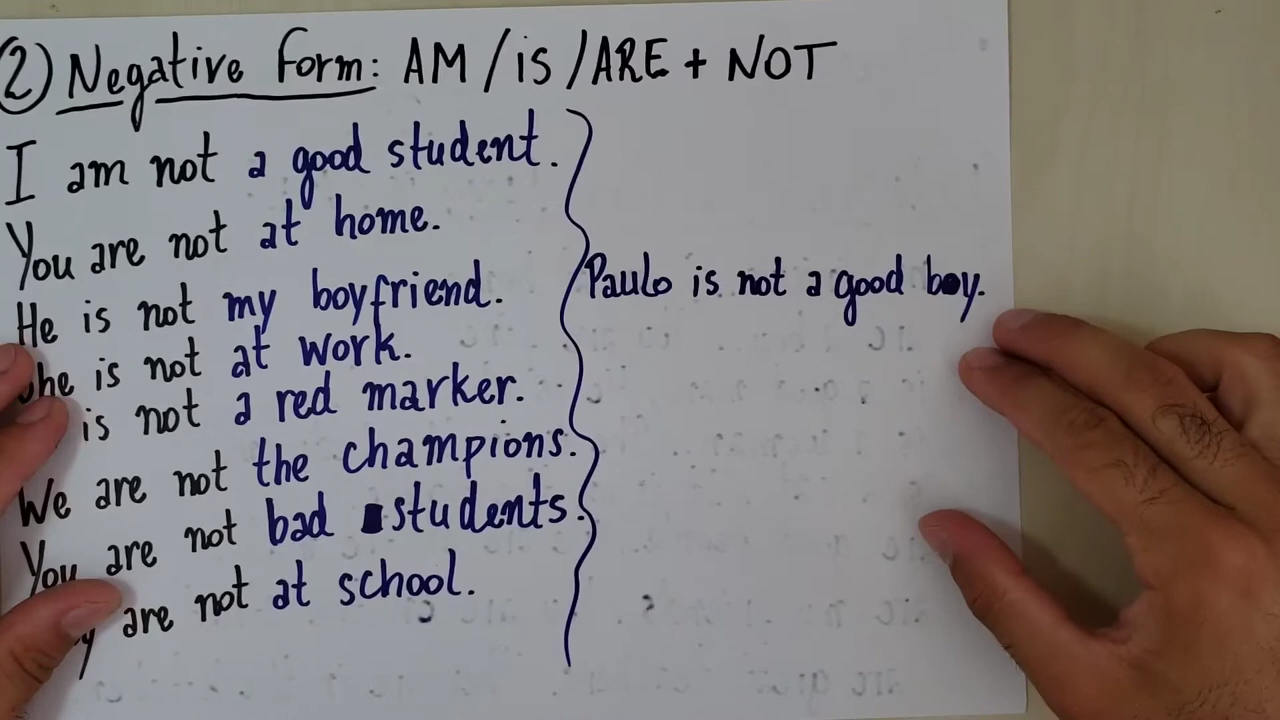 2) Negative Form: AM / iS / ARE + NOT
I am not a good student.
You are not at home.
He is not my boyfriend.
She is not at work.
is not a red marker.
We are not the champions.
You are not bad students.
are not at school.
Paulo is not a good boy.